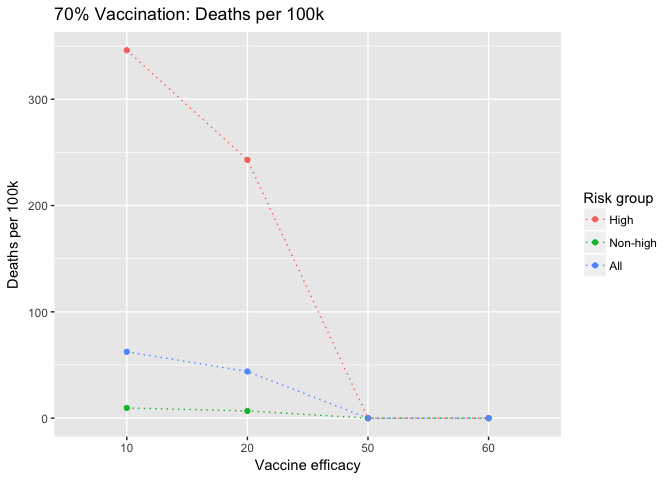 70% Vaccination: Deaths per 100k
Deaths per 100k
300
200
100
0
10
20
50
60
Vaccine efficacy
Risk group
High
Non-high
All